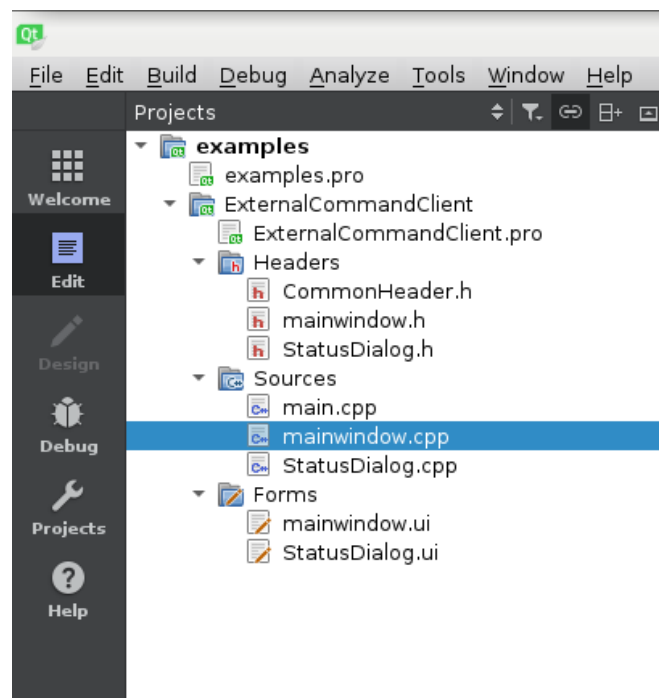 Qt
File Edit Build Debug Analyze Tools Window Help
Projects
Welcome
Edit
Design
Debug
Projects
Help
examples
examples.pro
ExternalCommandClient
ExternalCommandClient.pro
Headers
CommonHeader.h
mainwindow.h
StatusDialog.h
Sources
main.cpp
mainwindow.cpp
StatusDialog.cpp
Forms
mainwindow.ui
StatusDialog.ui